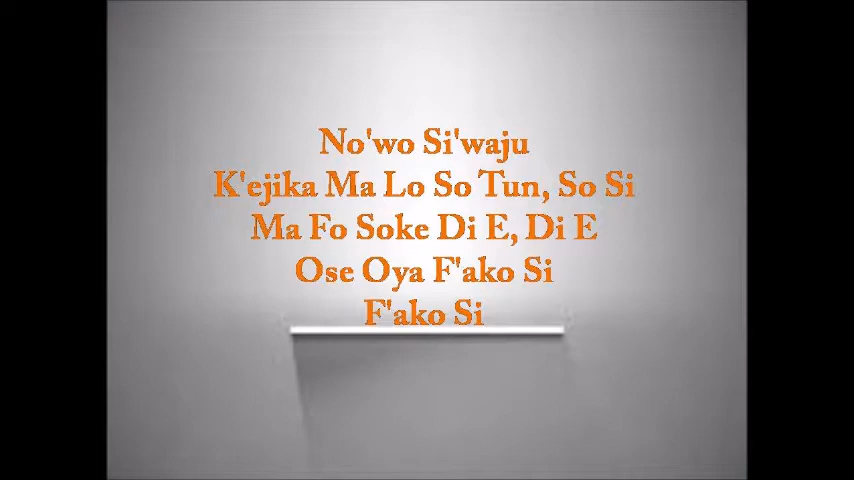 No'wo Si'waju
K'ejika Ma Lo So Tun, So Si
Ma Fo Soke Di E, Di E
Ose Oya F'ako Si
F'ako Si